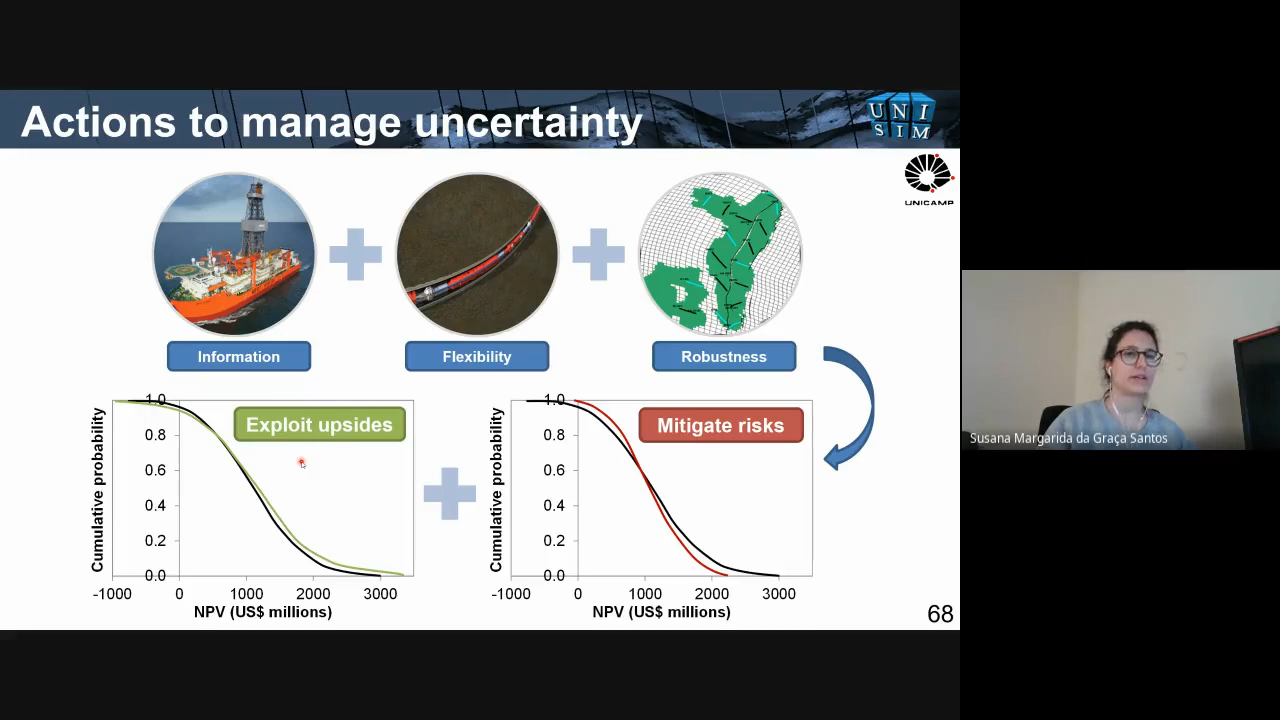 Actions to manage uncertainty
UNI
SIM
UNICAMP
Information
Flexibility
Robustness
Exploit upsides
Cumulative probability
1.0
0.8
0.6
0.4
0.2
0.0
-1000
0
1000
2000
3000
NPV (US$ millions)
Mitigate risks
Cumulative probability
1.0
0.8
0.6
0.4
0.2
0.0
-1000
0
1000
2000
3000
NPV (US$ millions)
68
Susana Margarida da Graça Santos